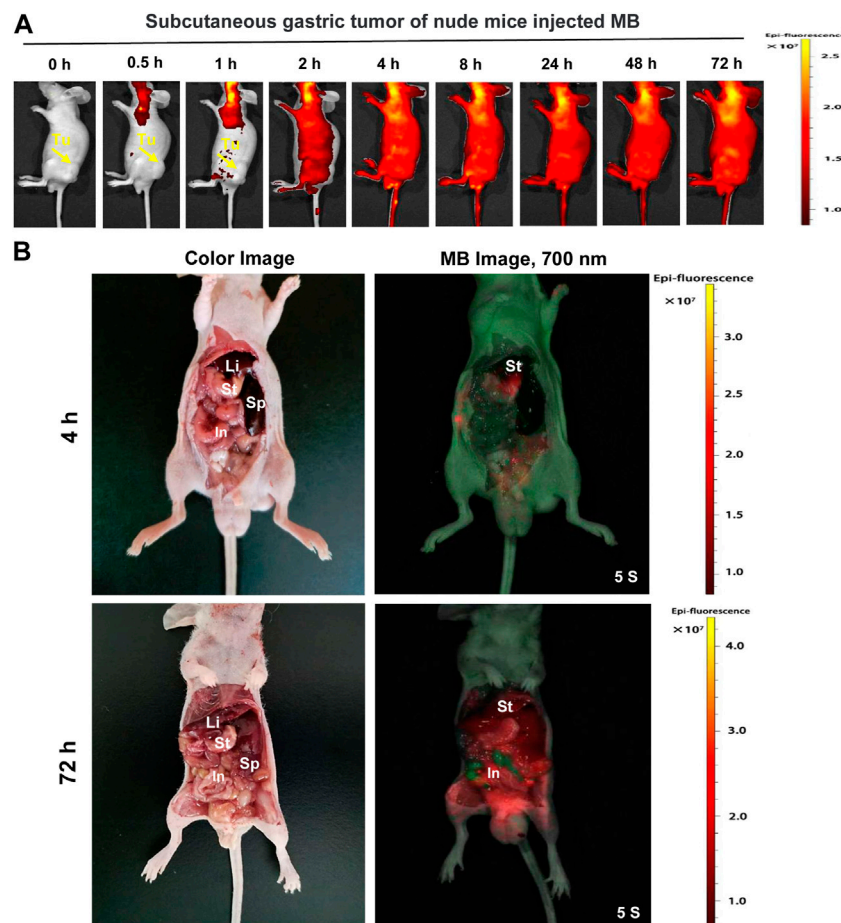 A
Subcutaneous gastric tumor of nude mice injected MB
Epi-fluorescence
×10⁷
0 h 0.5 h 1 h 2 h 4 h 8 h 24 h 48 h 72 h
Tu Tu Tu
2.5
2.0
1.5
1.0
B
Color Image MB Image, 700 nm
Epi-fluorescence
×10⁷
4 h
Li
St
Sp
In
St
5 S
3.0
2.5
2.0
1.5
1.0
Epi-fluorescence
×10⁷
72 h
Li
St
Sp
In
St
In
5 S
4.0
3.0
2.0
1.0